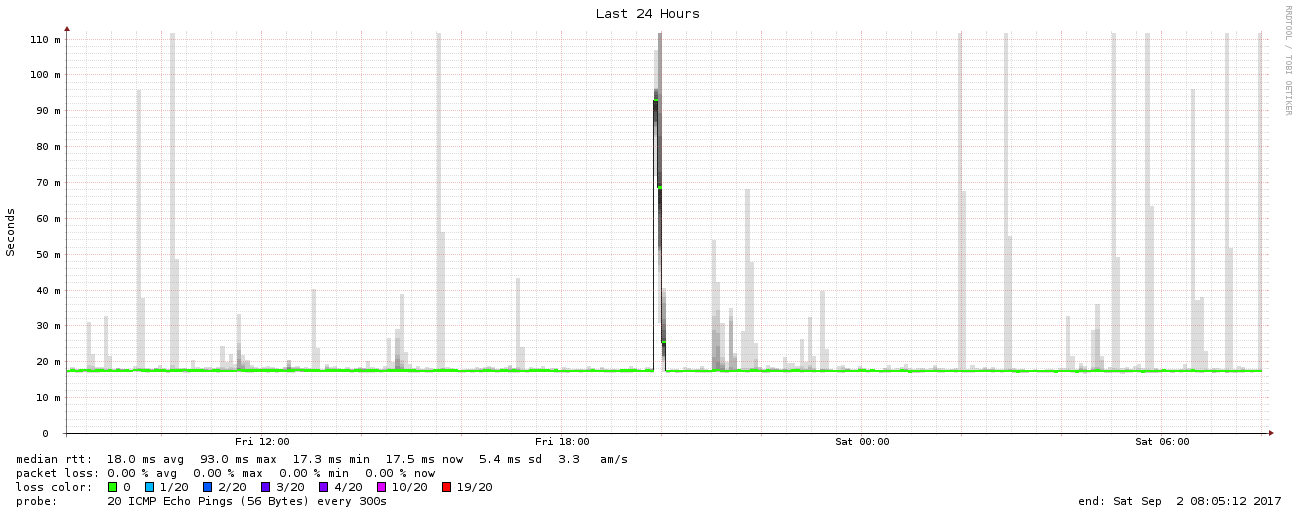 Last 24 Hours
RRDTOOL / TOBI OETIKER
Seconds
110 m
100 m
90 m
80 m
70 m
60 m
50 m
40 m
30 m
20 m
10 m
0
Fri 12:00 Fri 18:00 Sat 00:00 Sat 06:00
median rtt: 18.0 ms avg 93.0 ms max 17.3 ms min 17.5 ms now 5.4 ms sd 3.3 am/s
packet loss: 0.00 % avg 0.00 % max 0.00 % min 0.00 % now
loss color: 0 1/20 2/20 3/20 4/20 10/20 19/20
probe: 20 ICMP Echo Pings (56 Bytes) every 300s end: Sat Sep 2 08:05:12 2017